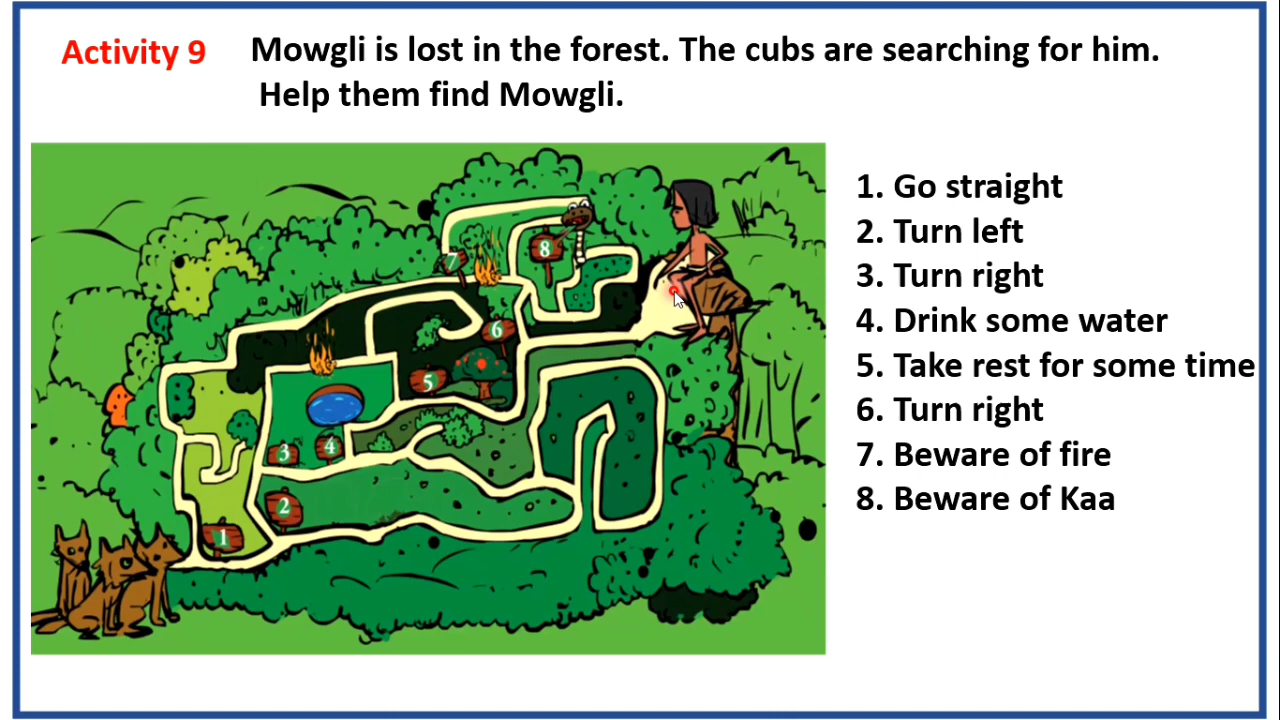 Activity 9 Mowgli is lost in the forest. The cubs are searching for him.
Help them find Mowgli.
1. Go straight
2. Turn left
3. Turn right
4. Drink some water
5. Take rest for some time
6. Turn right
7. Beware of fire
8. Beware of Kaa
8
7
6
5
3
4
2
1